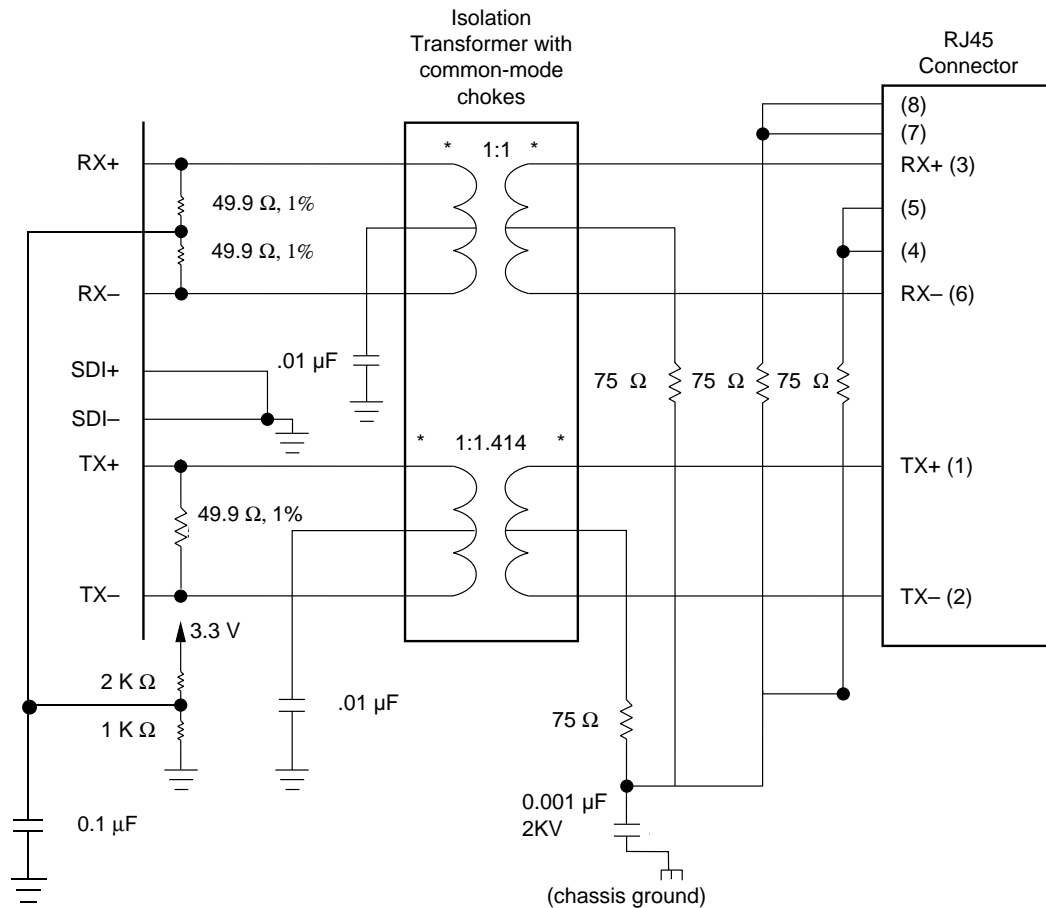 Isolation
Transformer with
common-mode
chokes
RJ45
Connector
(8)
(7)
RX+
* 1:1 *
RX+ (3)
49.9 Ω, 1%
(5)
49.9 Ω, 1%
(4)
RX–
RX– (6)
SDI+
.01 µF
75 Ω
75 Ω
75 Ω
SDI–
* 1:1.414 *
TX+
TX+ (1)
49.9 Ω, 1%
TX–
TX– (2)
3.3 V
2 K Ω
.01 µF
1 K Ω
75 Ω
0.001 µF
2KV
0.1 µF
(chassis ground)